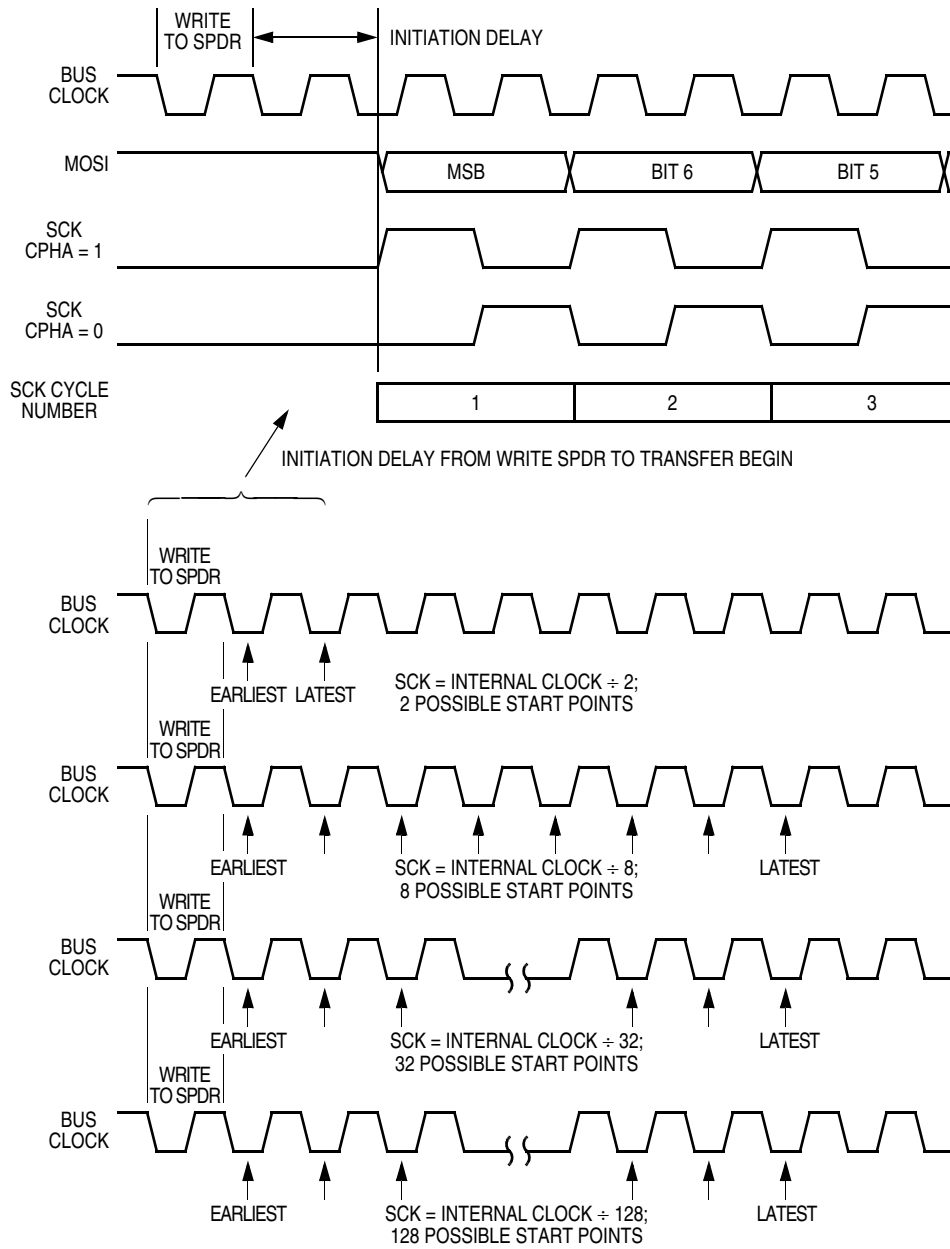 WRITE
TO SPDR
INITIATION DELAY
BUS
CLOCK
MOSI
MSB
BIT 6
BIT 5
SCK
CPHA = 1
SCK
CPHA = 0
SCK CYCLE
NUMBER
1
2
3
INITIATION DELAY FROM WRITE SPDR TO TRANSFER BEGIN
WRITE
TO SPDR
BUS
CLOCK
EARLIEST
LATEST
SCK = INTERNAL CLOCK ÷ 2;
2 POSSIBLE START POINTS
WRITE
TO SPDR
BUS
CLOCK
EARLIEST
SCK = INTERNAL CLOCK ÷ 8;
8 POSSIBLE START POINTS
LATEST
WRITE
TO SPDR
BUS
CLOCK
EARLIEST
SCK = INTERNAL CLOCK ÷ 32;
32 POSSIBLE START POINTS
LATEST
WRITE
TO SPDR
BUS
CLOCK
EARLIEST
SCK = INTERNAL CLOCK ÷ 128;
128 POSSIBLE START POINTS
LATEST